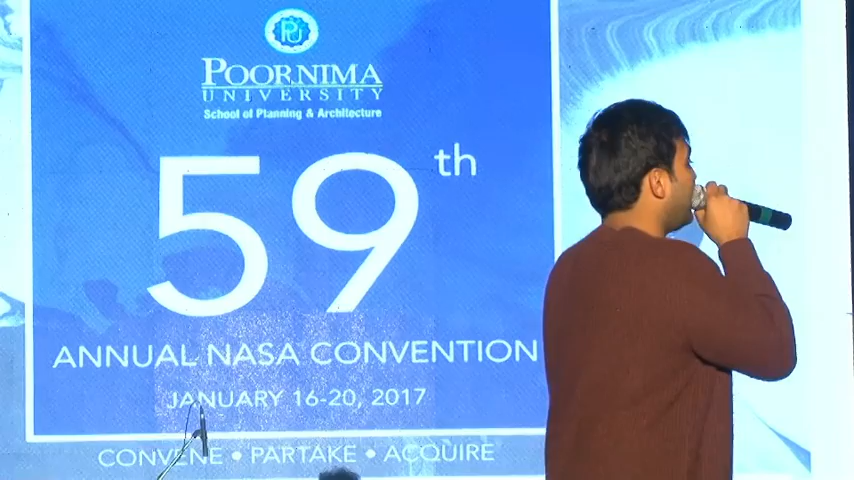 PU
POORNIMA
UNIVERSITY
School of Planning & Architecture
59th
ANNUAL NASA CONVENTION
JANUARY 16-20, 2017
CONVENE • PARTAKE • ACQUIRE